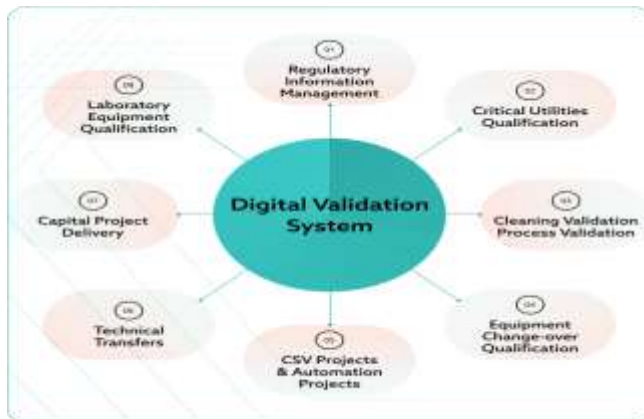 01
Regulatory
Information
Management
02
Critical Utilities
Qualification
03
Cleaning Validation
Process Validation
04
Equipment
Change-over
Qualification
05
CSV Projects
& Automation
Projects
06
Technical
Transfers
07
Capital Project
Delivery
08
Laboratory
Equipment
Qualification
Digital Validation
System